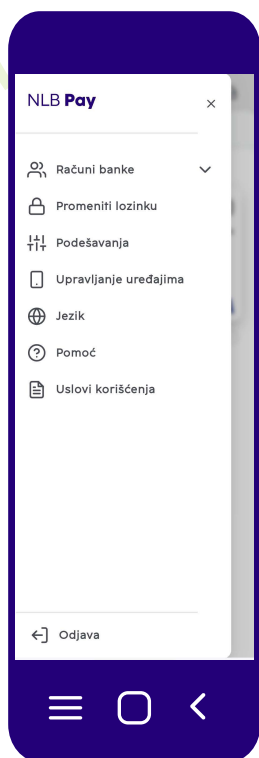 NLB Pay
Računi banke
Promeniti lozinku
Podešavanja
Upravljanje uređajima
Jezik
Pomoć
Uslovi korišćenja
Odjava